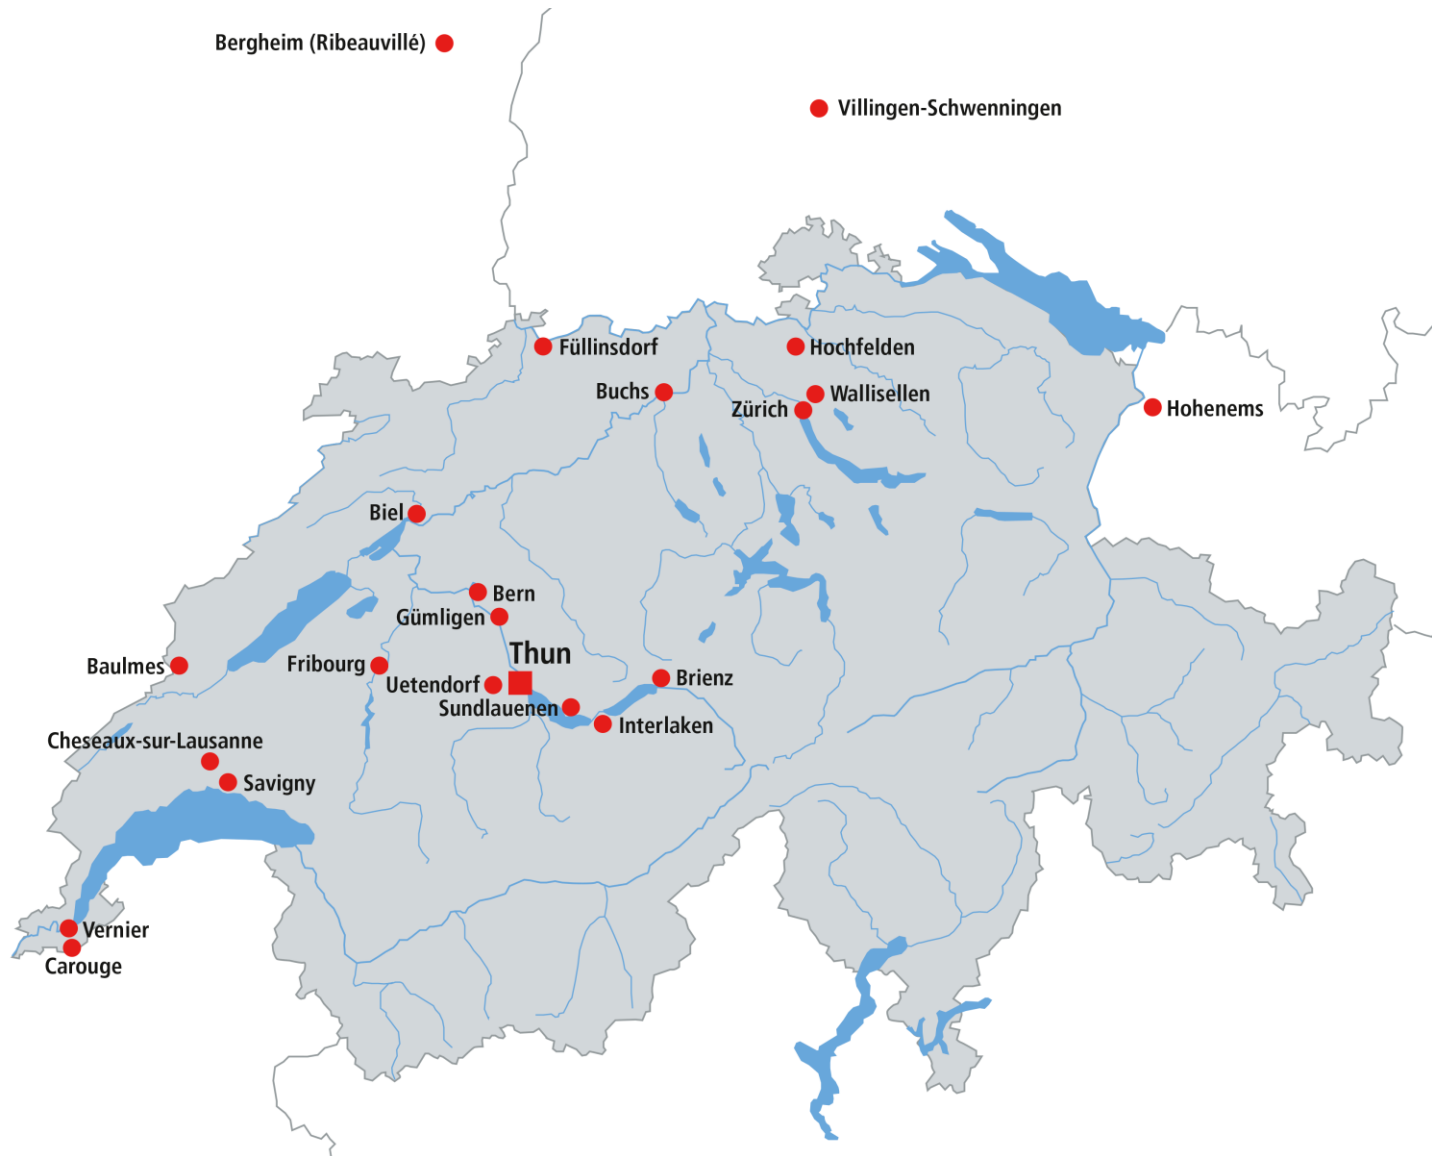 Bergheim (Ribeauvillé)
Villingen-Schwenningen
Füllinsdorf
Hochfelden
Buchs
Wallisellen
Zürich
Hohenems
Biel
Bern
Gümligen
Thun
Baulmes
Fribourg
Uetendorf
Brienz
Sundlauenen
Interlaken
Cheseaux-sur-Lausanne
Savigny
Vernier
Carouge